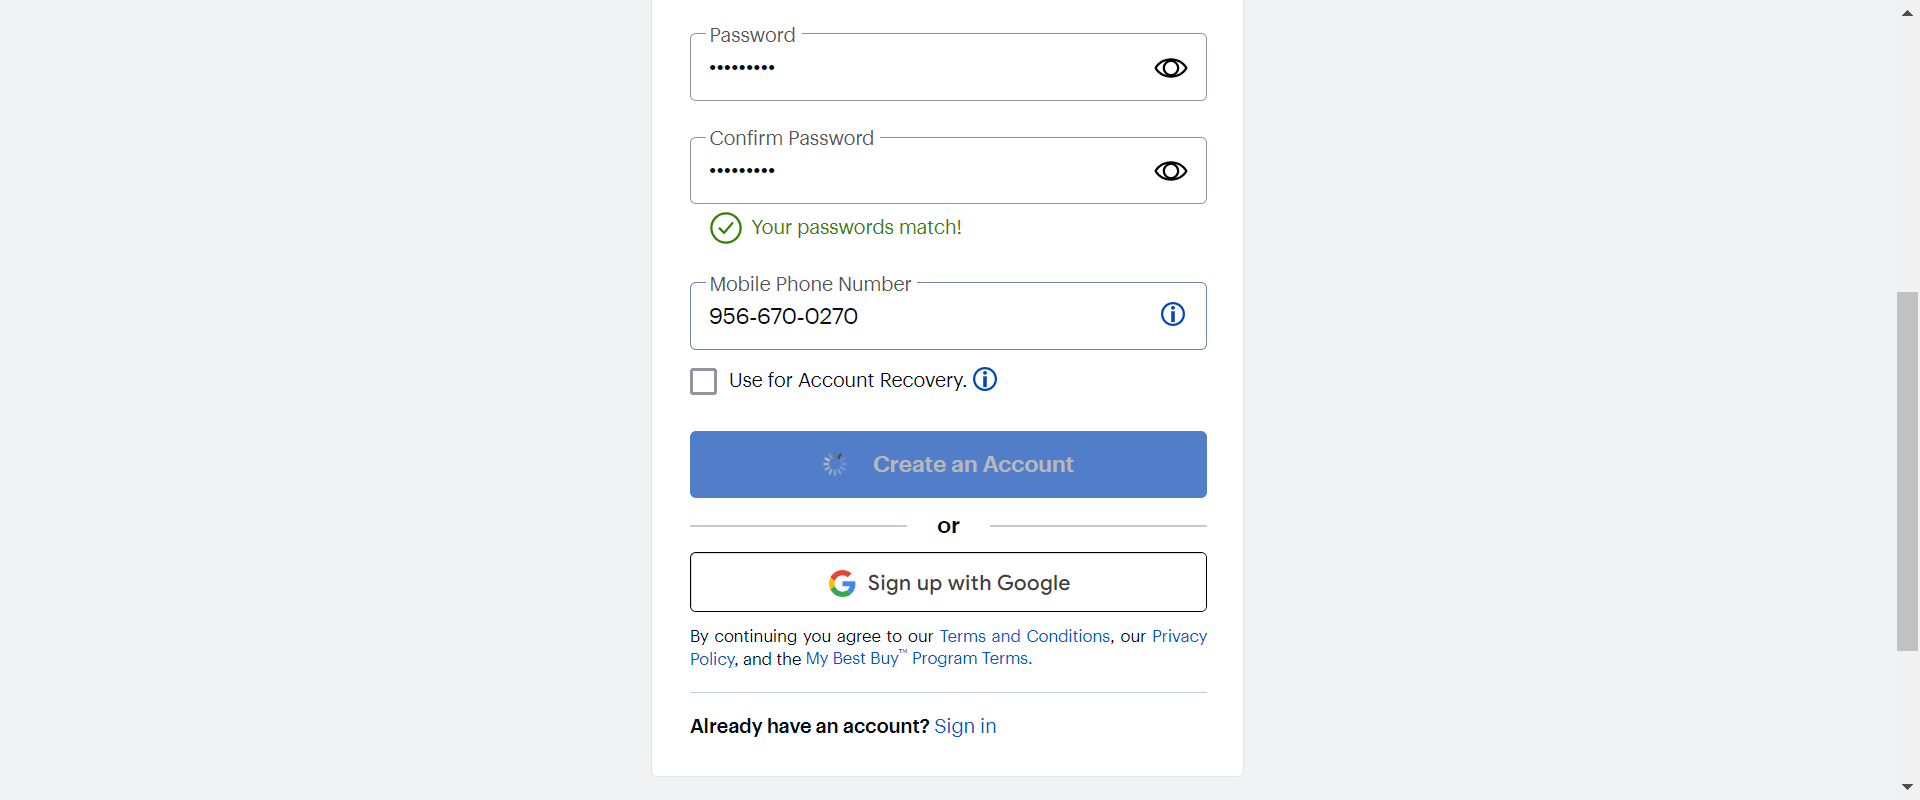 Password
•••••••••
Confirm Password
•••••••••
Your passwords match!
Mobile Phone Number
956-670-0270
Use for Account Recovery.
Create an Account
or
Sign up with Google
By continuing you agree to our Terms and Conditions, our Privacy
Policy, and the My Best Buy™ Program Terms.
Already have an account? Sign in